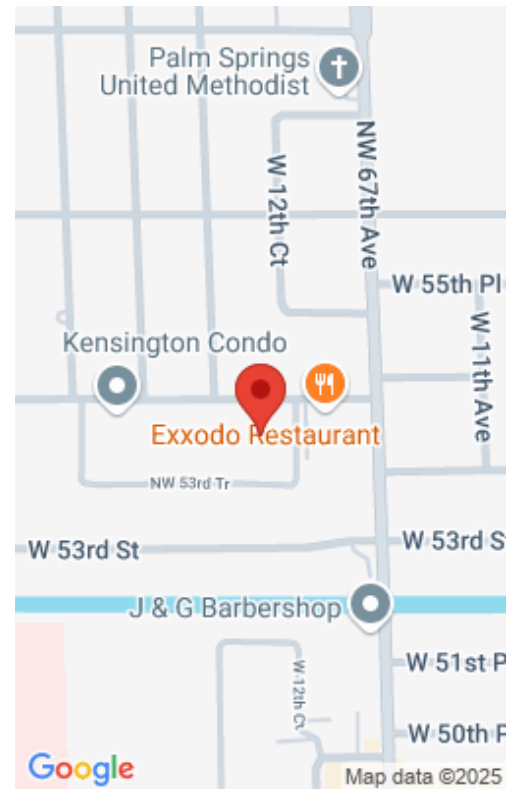 Palm Springs
United Methodist
NW 67th Ave
W 12th Ct
W 55th Pl
W 11th Ave
Kensington Condo
Exxodo Restaurant
NW 53rd Tr
W 53rd St
W 53rd S
J & G Barbershop
W 51st P
W 12th Ct
W 50th P
Google
Map data ©2025